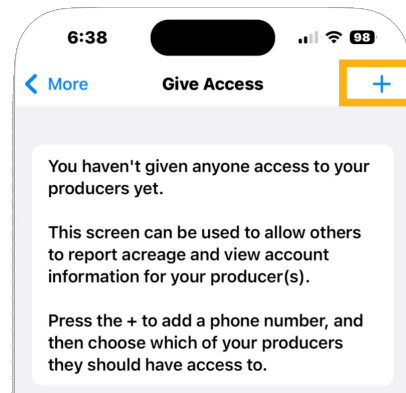 6:38 98
More Give Access +
You haven't given anyone access to your
producers yet.
This screen can be used to allow others
to report acreage and view account
information for your producer(s).
Press the + to add a phone number, and
then choose which of your producers
they should have access to.